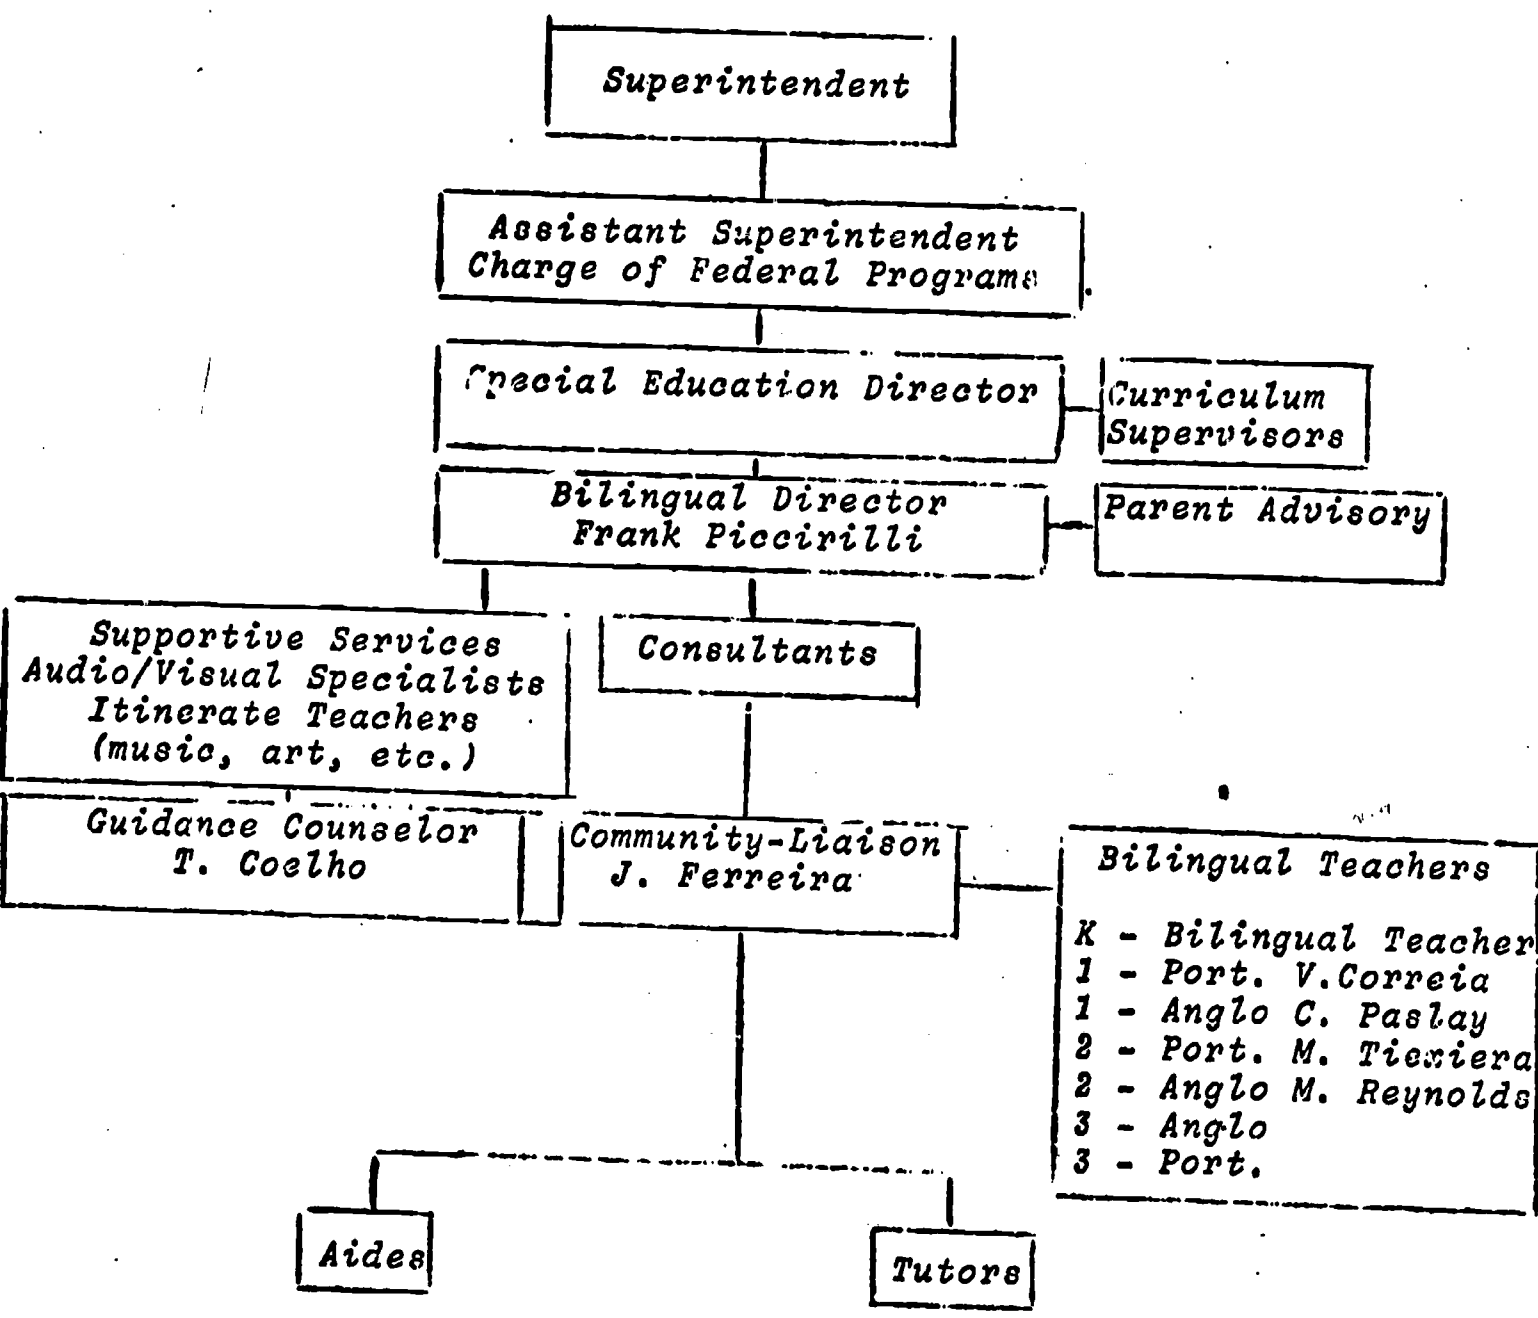 Superintendent
Assistant Superintendent
Charge of Federal Programs
Special Education Director
Curriculum
Supervisors
Bilingual Director
Frank Piccirilli
Parent Advisory
Supportive Services
Audio/Visual Specialists
Itinerate Teachers
(music, art, etc.)
Consultants
Guidance Counselor
T. Coelho
Community-Liaison
J. Ferreira
Bilingual Teachers
K - Bilingual Teacher
1 - Port. V.Correia
1 - Anglo C. Paslay
2 - Port. M. Tiexiera
2 - Anglo M. Reynolds
3 - Anglo
3 - Port.
Aides
Tutors